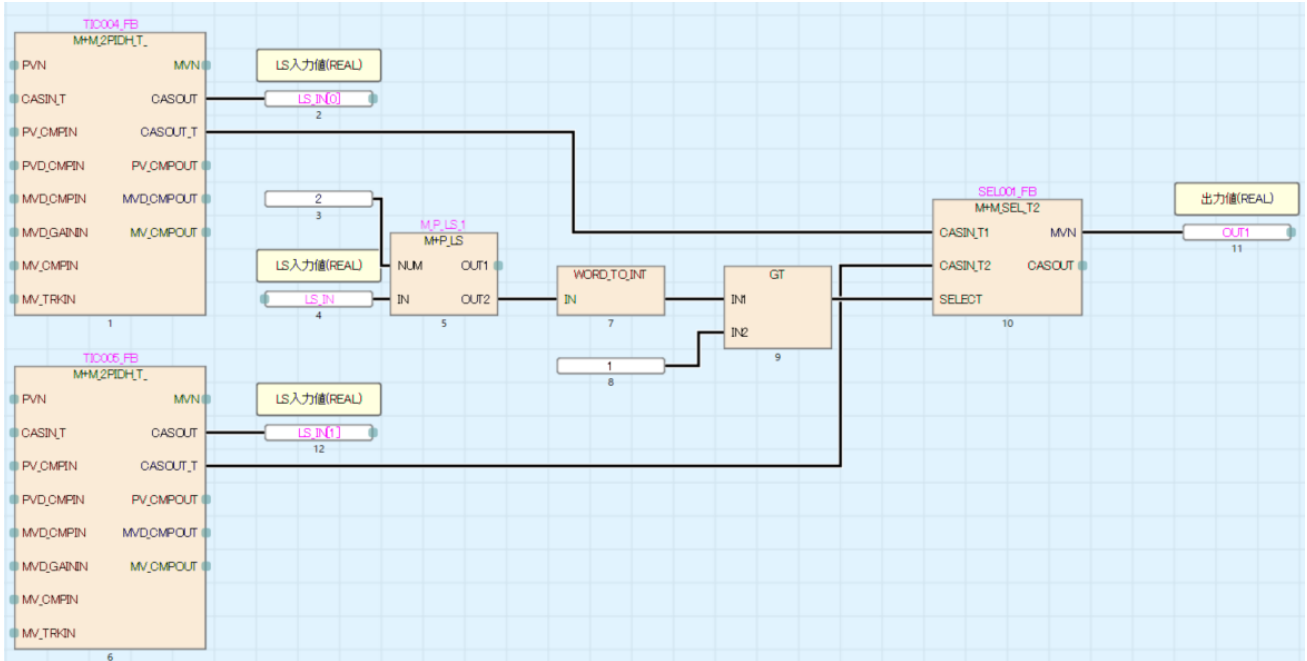 TIC004_FB
M+M_2PIDH_T_
PVN MVN
CASIN_T CASOUT
PV_CMPIN CASOUT_T
PVD_CMPIN PV_CMPOUT
MVD_CMPIN MVD_CMPOUT
MVD_GAININ MV_CMPOUT
MV_CMPIN
MV_TRKIN
1
LS入力値(REAL)
LS_IN[0]
2
2
3
LS入力値(REAL)
LS_IN
4
M_P_LS_1
M+P_LS
NUM OUT1
IN OUT2
5
WORD_TO_INT
IN
7
1
8
GT
IN1
IN2
9
SEL001_FB
M+M_SEL_T2
CASIN_T1 MVN
CASIN_T2 CASOUT
SELECT
10
出力値(REAL)
OUT1
11
TIC005_FB
M+M_2PIDH_T_
PVN MVN
CASIN_T CASOUT
PV_CMPIN CASOUT_T
PVD_CMPIN PV_CMPOUT
MVD_CMPIN MVD_CMPOUT
MVD_GAININ MV_CMPOUT
MV_CMPIN
MV_TRKIN
6
LS入力値(REAL)
LS_IN[1]
12